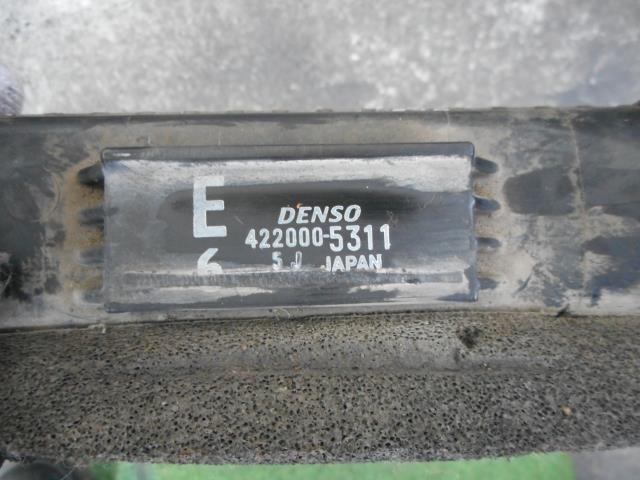 E
DENSO
422000-5311
6 5J JAPAN